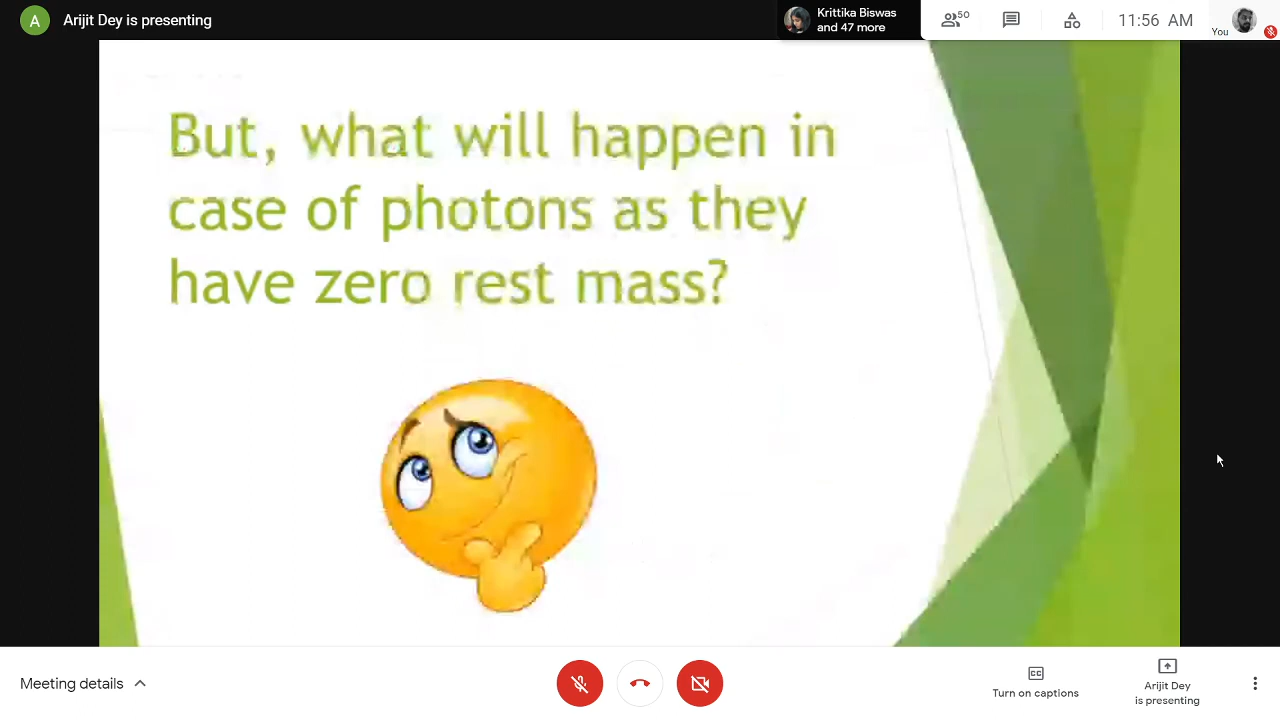 A
Arijit Dey is presenting
Krittika Biswas
and 47 more
50
11:56 AM
You
But, what will happen in
case of photons as they
have zero rest mass?
Meeting details
CC
Turn on captions
Arijit Dey
is presenting